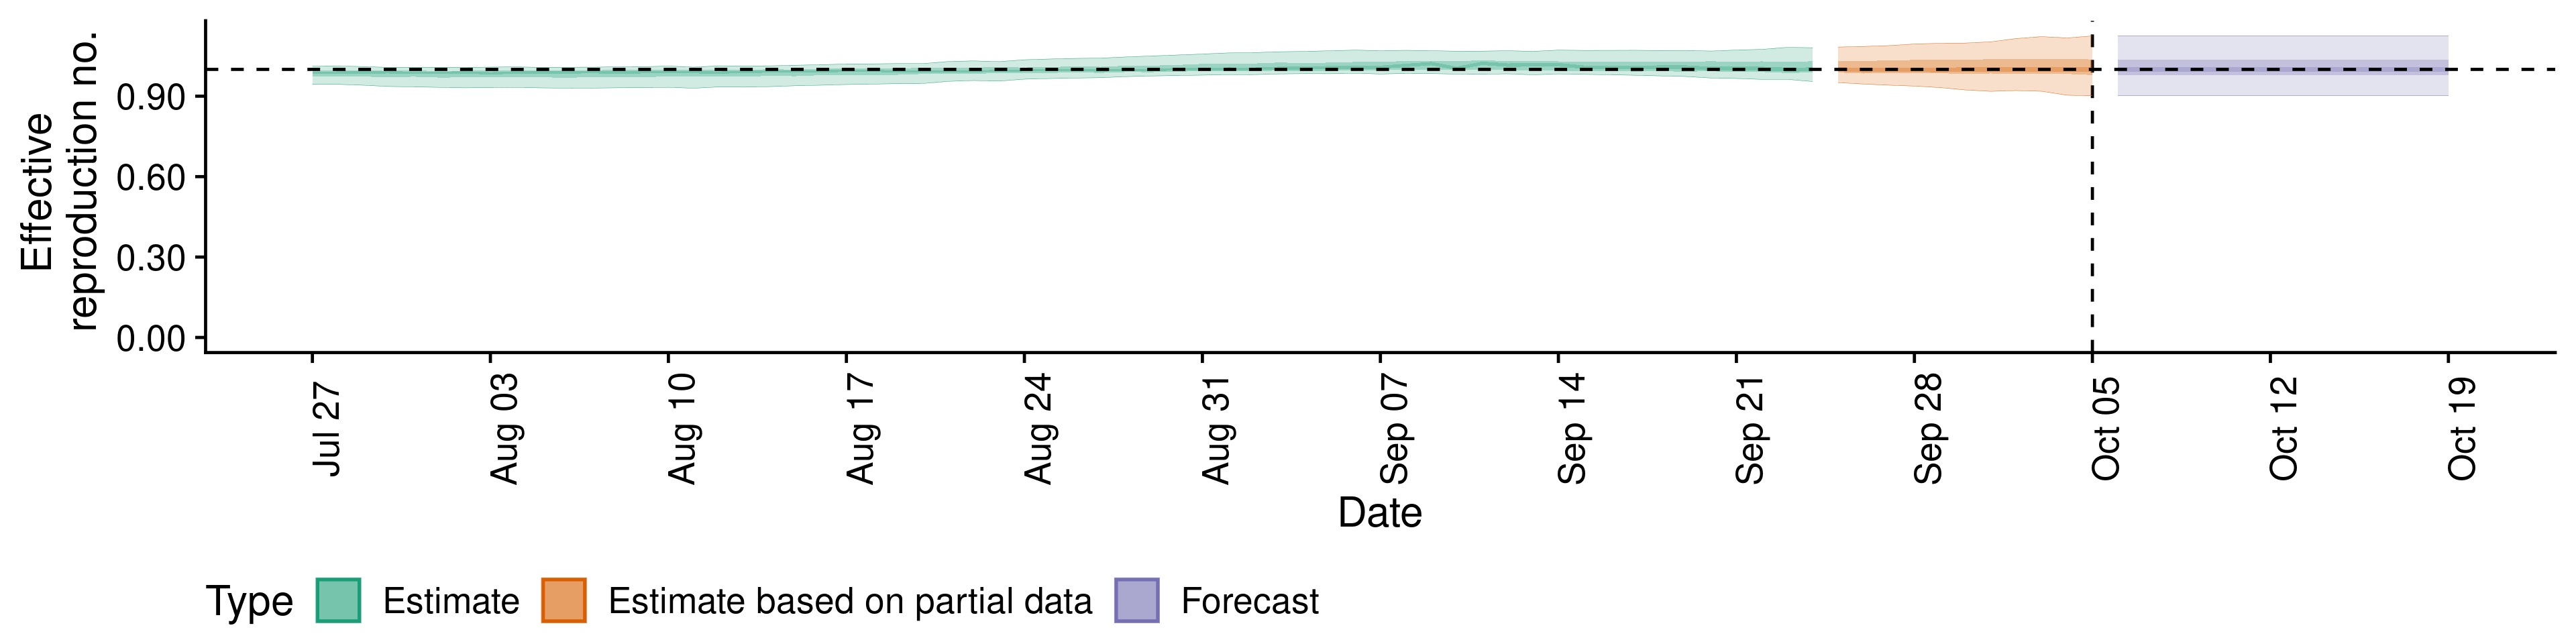 Effective
reproduction no.
0.90
0.60
0.30
0.00
Jul 27
Aug 03
Aug 10
Aug 17
Aug 24
Aug 31
Sep 07
Sep 14
Sep 21
Sep 28
Oct 05
Oct 12
Oct 19
Date
Type Estimate Estimate based on partial data Forecast